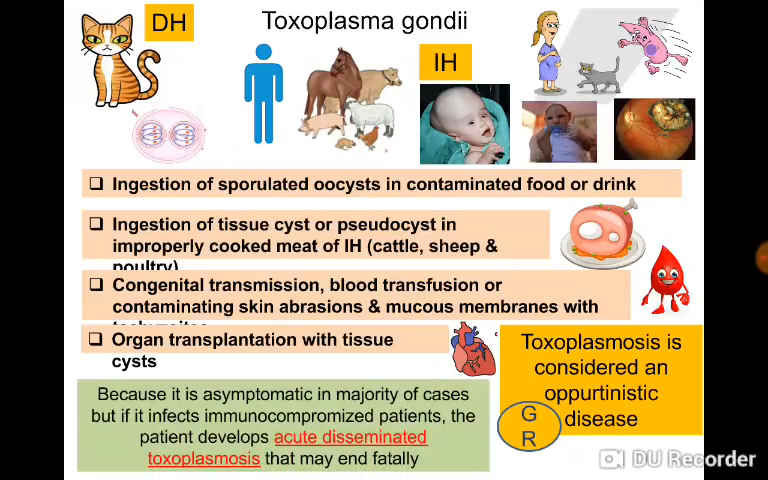 DH
Toxoplasma gondii
IH
❑ Ingestion of sporulated oocysts in contaminated food or drink
❑ Ingestion of tissue cyst or pseudocyst in
improperly cooked meat of IH (cattle, sheep &
poultry)
❑ Congenital transmission, blood transfusion or
contaminating skin abrasions & mucous membranes with
tachyzoites
❑ Organ transplantation with tissue
cysts
c
Toxoplasmosis is
considered an
oppurtinistic
disease
G
R
Because it is asymptomatic in majority of cases
but if it infects immunocompromized patients, the
patient develops acute disseminated
toxoplasmosis that may end fatally
DU Recorder